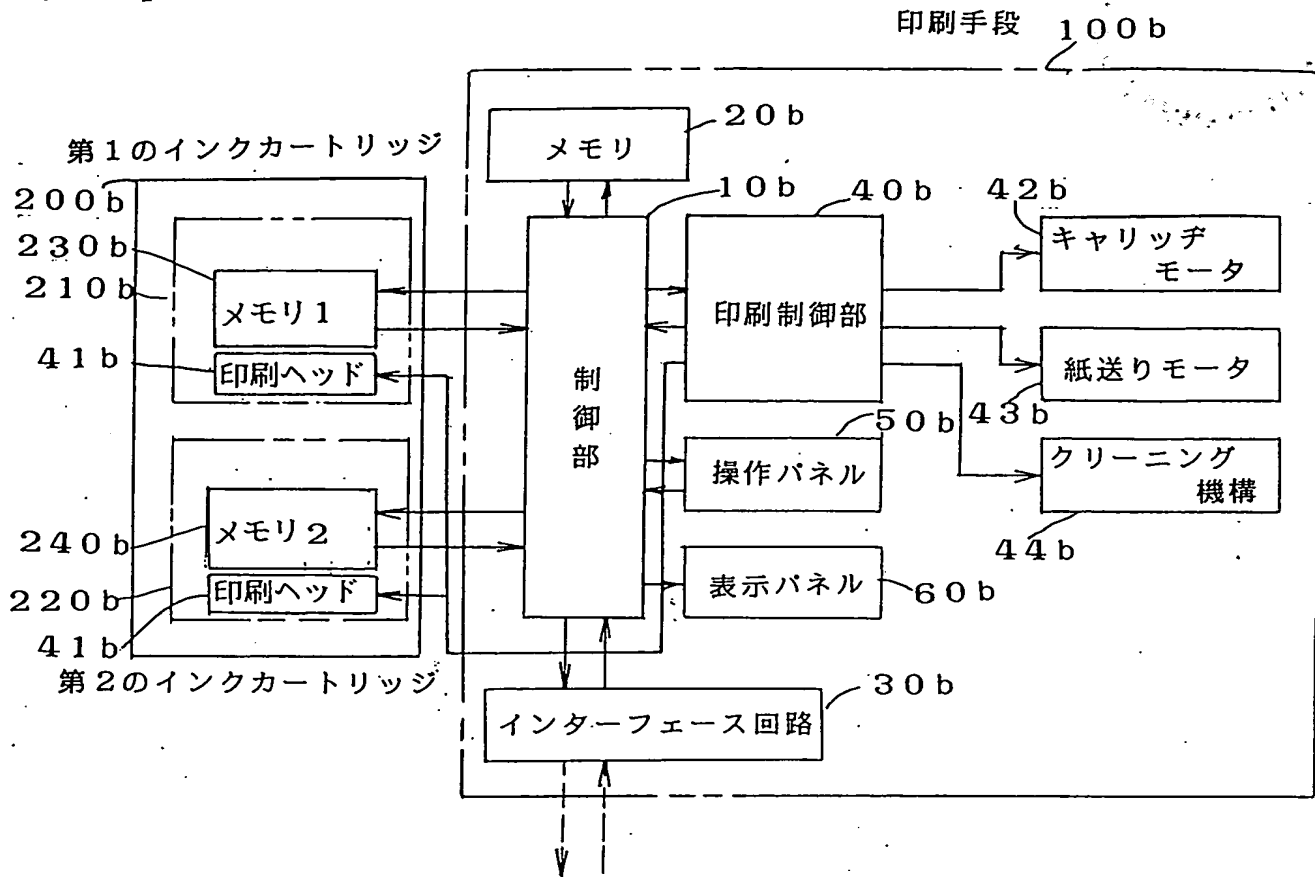 印刷手段 100b
第1のインクカートリッジ
200b
230b
210b
メモリ1
41b
印刷ヘッド
240b
メモリ2
220b
印刷ヘッド
41b
第2のインクカートリッジ
メモリ
20b
10b
制御部
40b
印刷制御部
42b
キャリッヂ
モータ
紙送りモータ
43b
50b
操作パネル
クリーニング
機構
44b
表示パネル
60b
30b
インターフェース回路